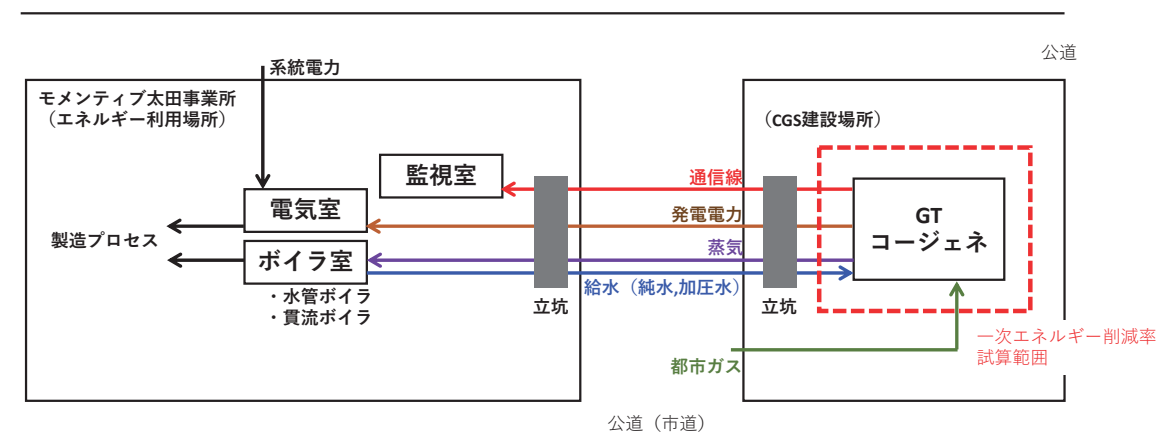 公道
系統電力
モメンティブ太田事業所
（エネルギー利用場所）
（CGS建設場所）
監視室
通信線
電気室
発電電力
GT
コージェネ
製造プロセス
ボイラ室
蒸気
給水（純水,加圧水）
・水管ボイラ
・貫流ボイラ
立坑
立坑
一次エネルギー削減率
試算範囲
都市ガス
公道（市道）